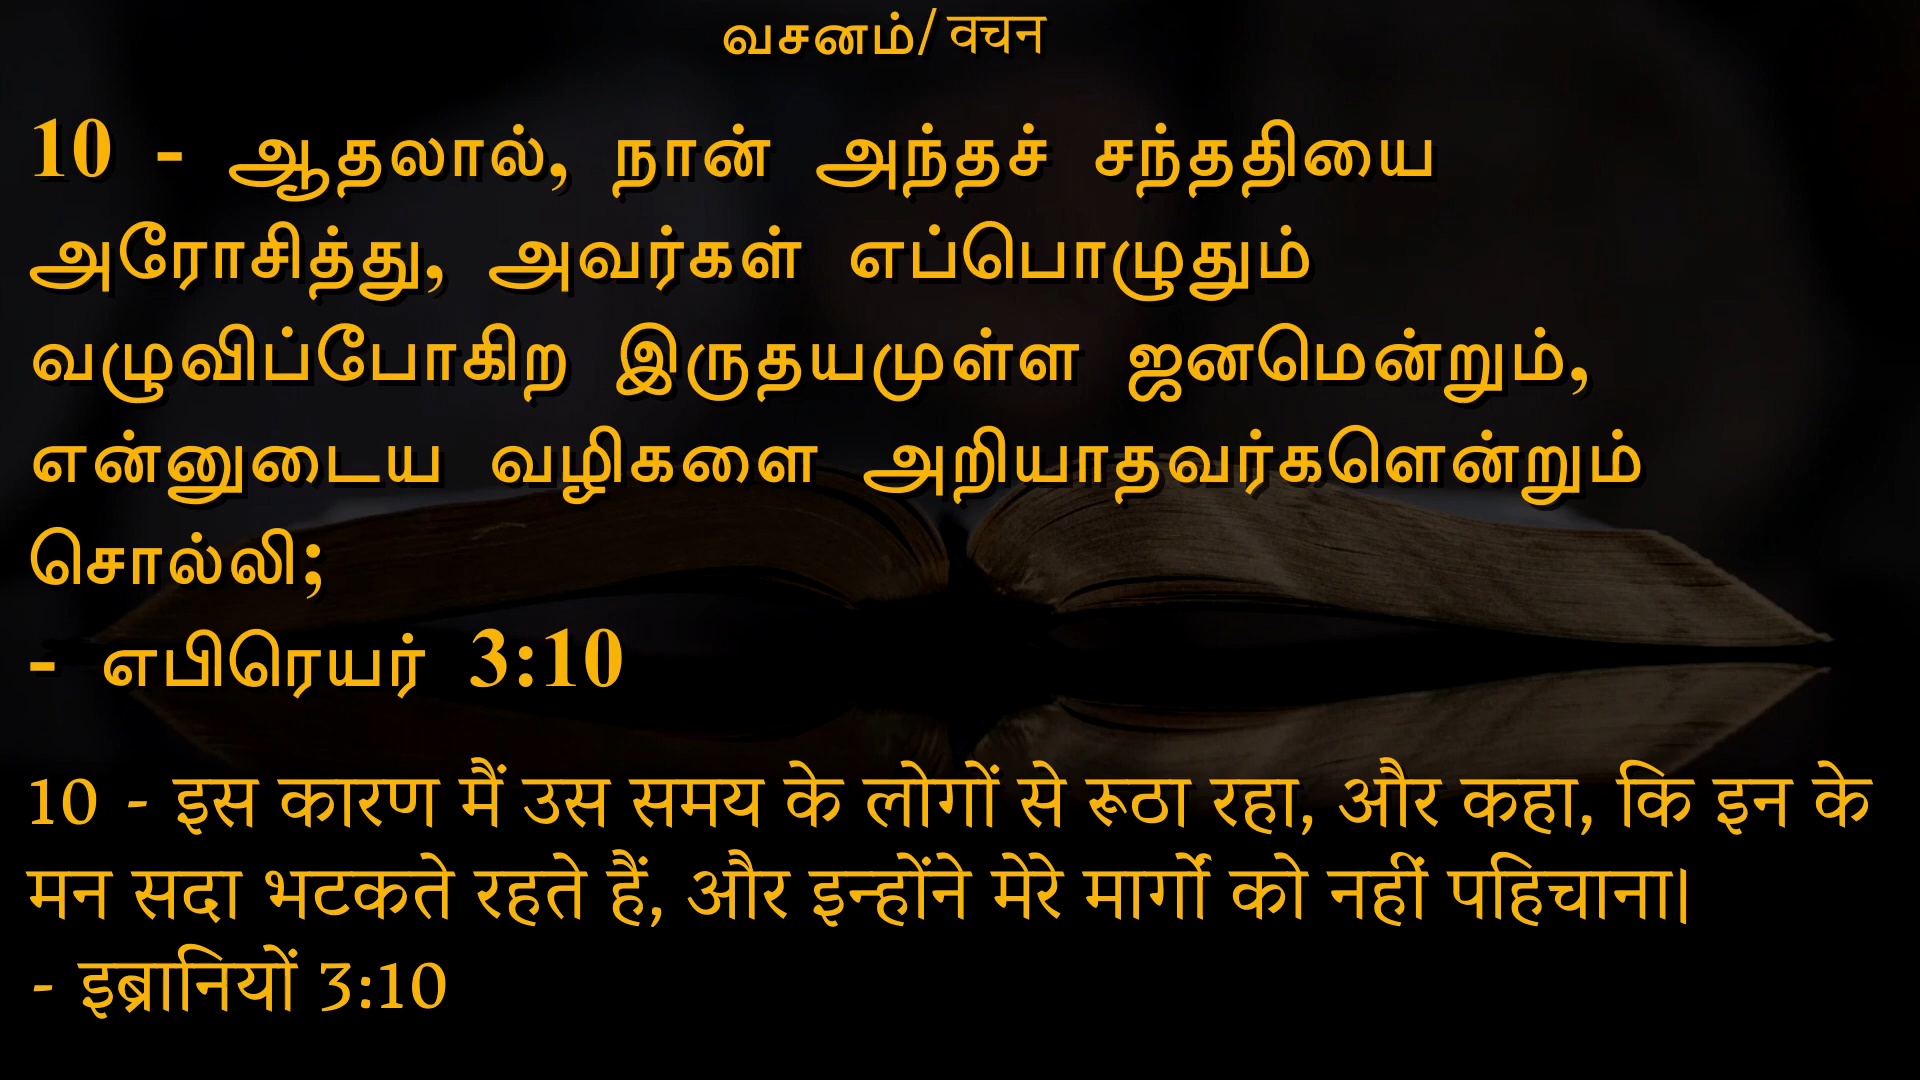 வசனம்/ वचन
10 - ஆதலால், நான் அந்தச் சந்ததியை
அரோசித்து, அவர்கள் எப்பொழுதும்
வழுவிப்போகிற இருதயமுள்ள ஜனமென்றும்,
என்னுடைய வழிகளை அறியாதவர்களென்றும்
சொல்லி;
- எபிரெயர் 3:10
10 - इस कारण मैं उस समय के लोगों से रूठा रहा, और कहा, कि इन के
मन सदा भटकते रहते हैं, और इन्होंने मेरे मार्गों को नहीं पहिचाना|
- इब्रानियों 3:10